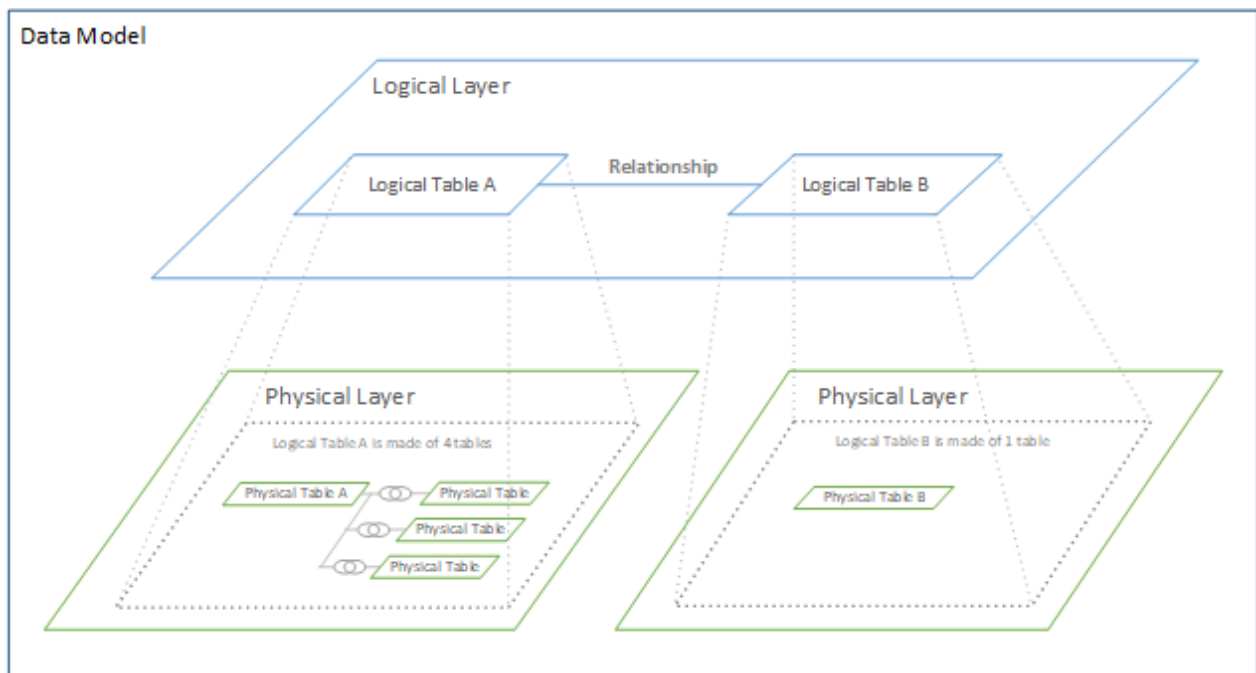 Data Model
Logical Layer
Logical Table A
Relationship
Logical Table B
Physical Layer
Logical Table A is made of 4 tables
Physical Table A
Physical Table
Physical Table
Physical Table
Physical Layer
Logical Table B is made of 1 table
Physical Table B